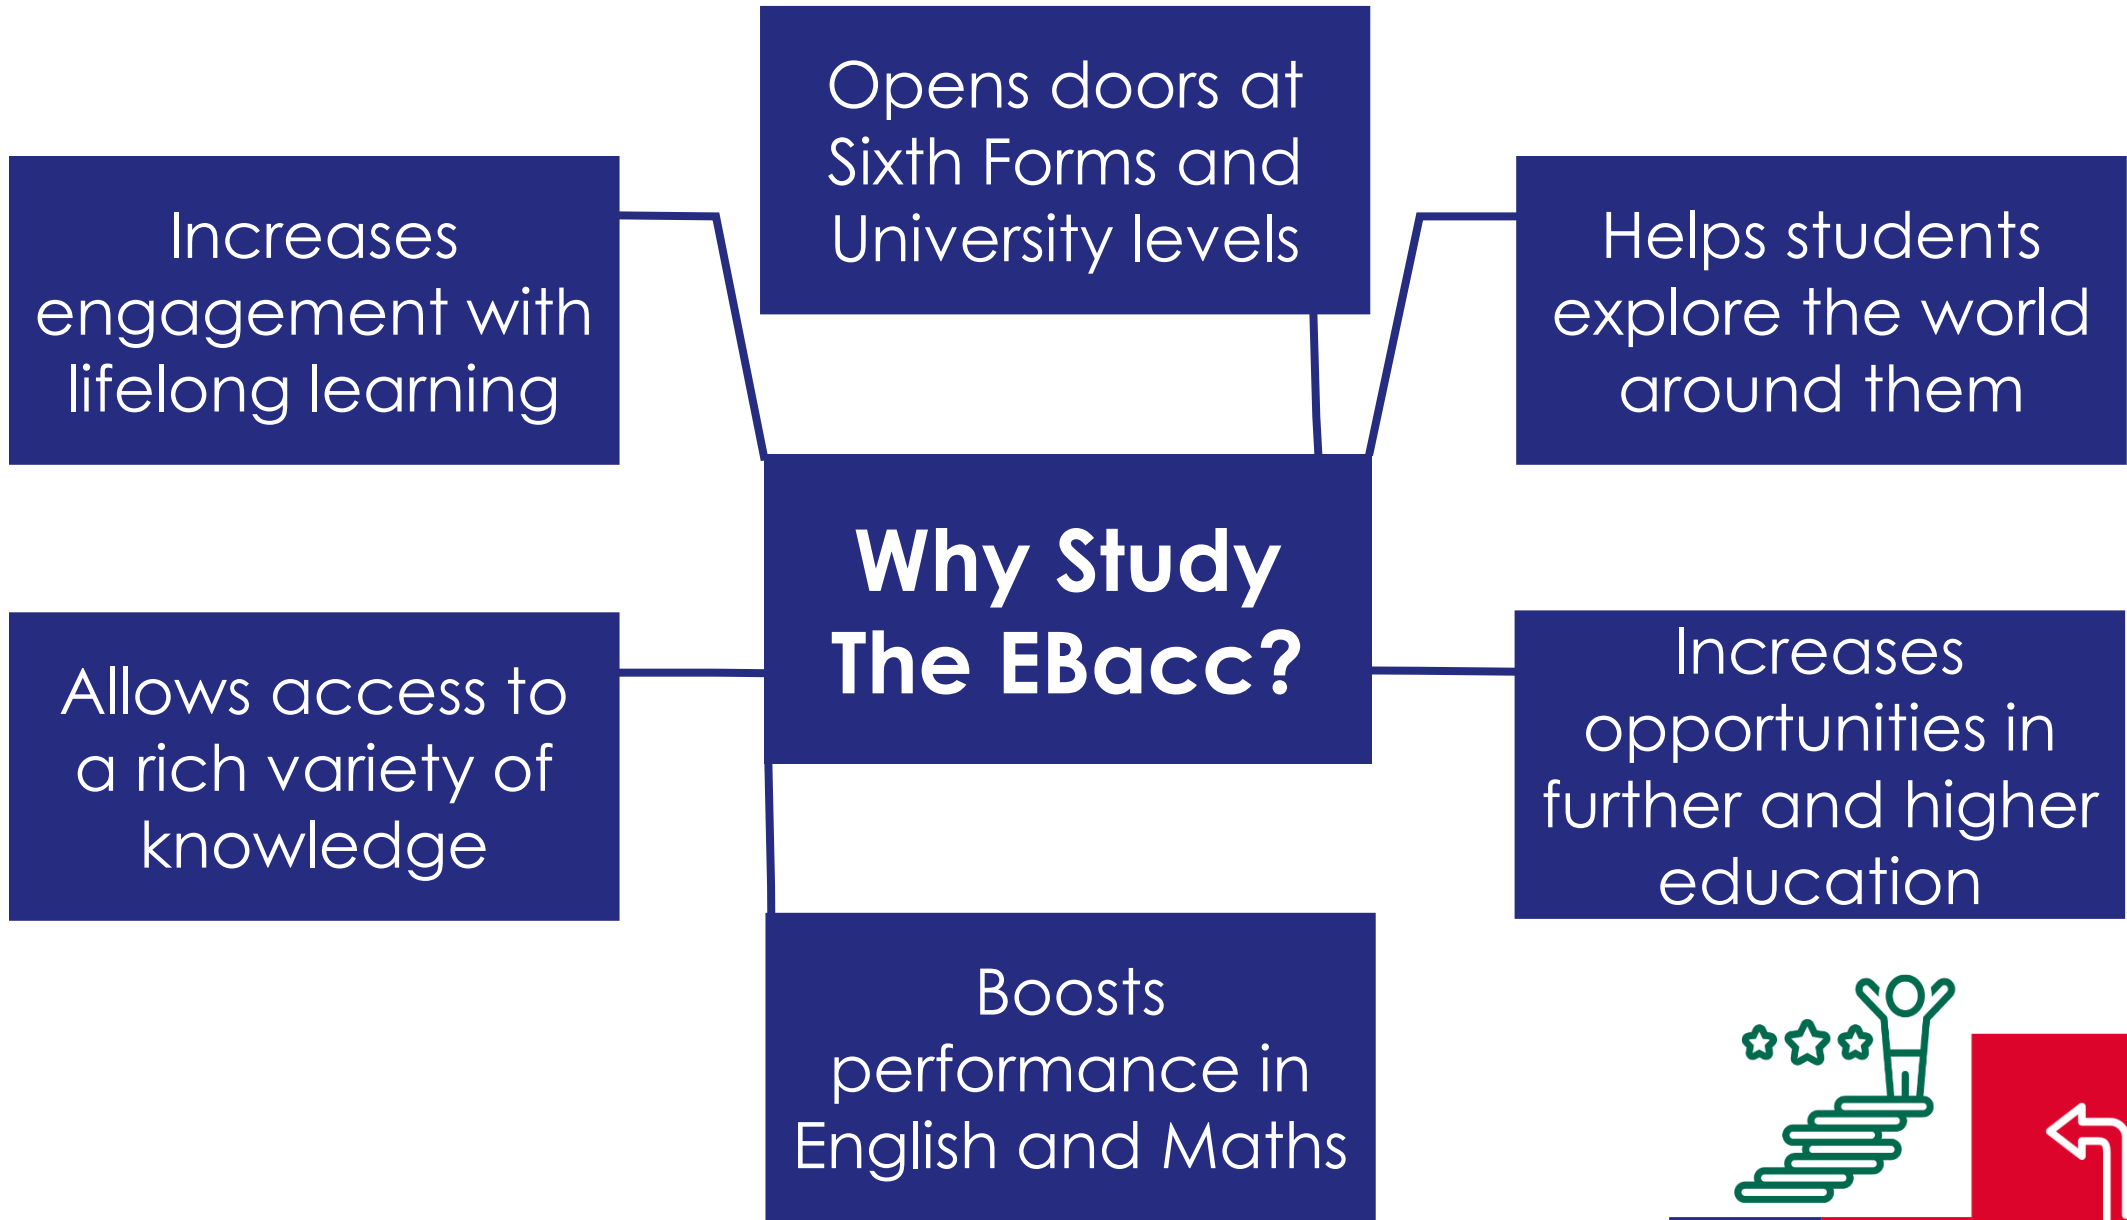 Opens doors at
Sixth Forms and
University levels
Increases
engagement with
lifelong learning
Helps students
explore the world
around them
Why Study
The EBacc?
Allows access to
a rich variety of
knowledge
Increases
opportunities in
further and higher
education
Boosts
performance in
English and Maths